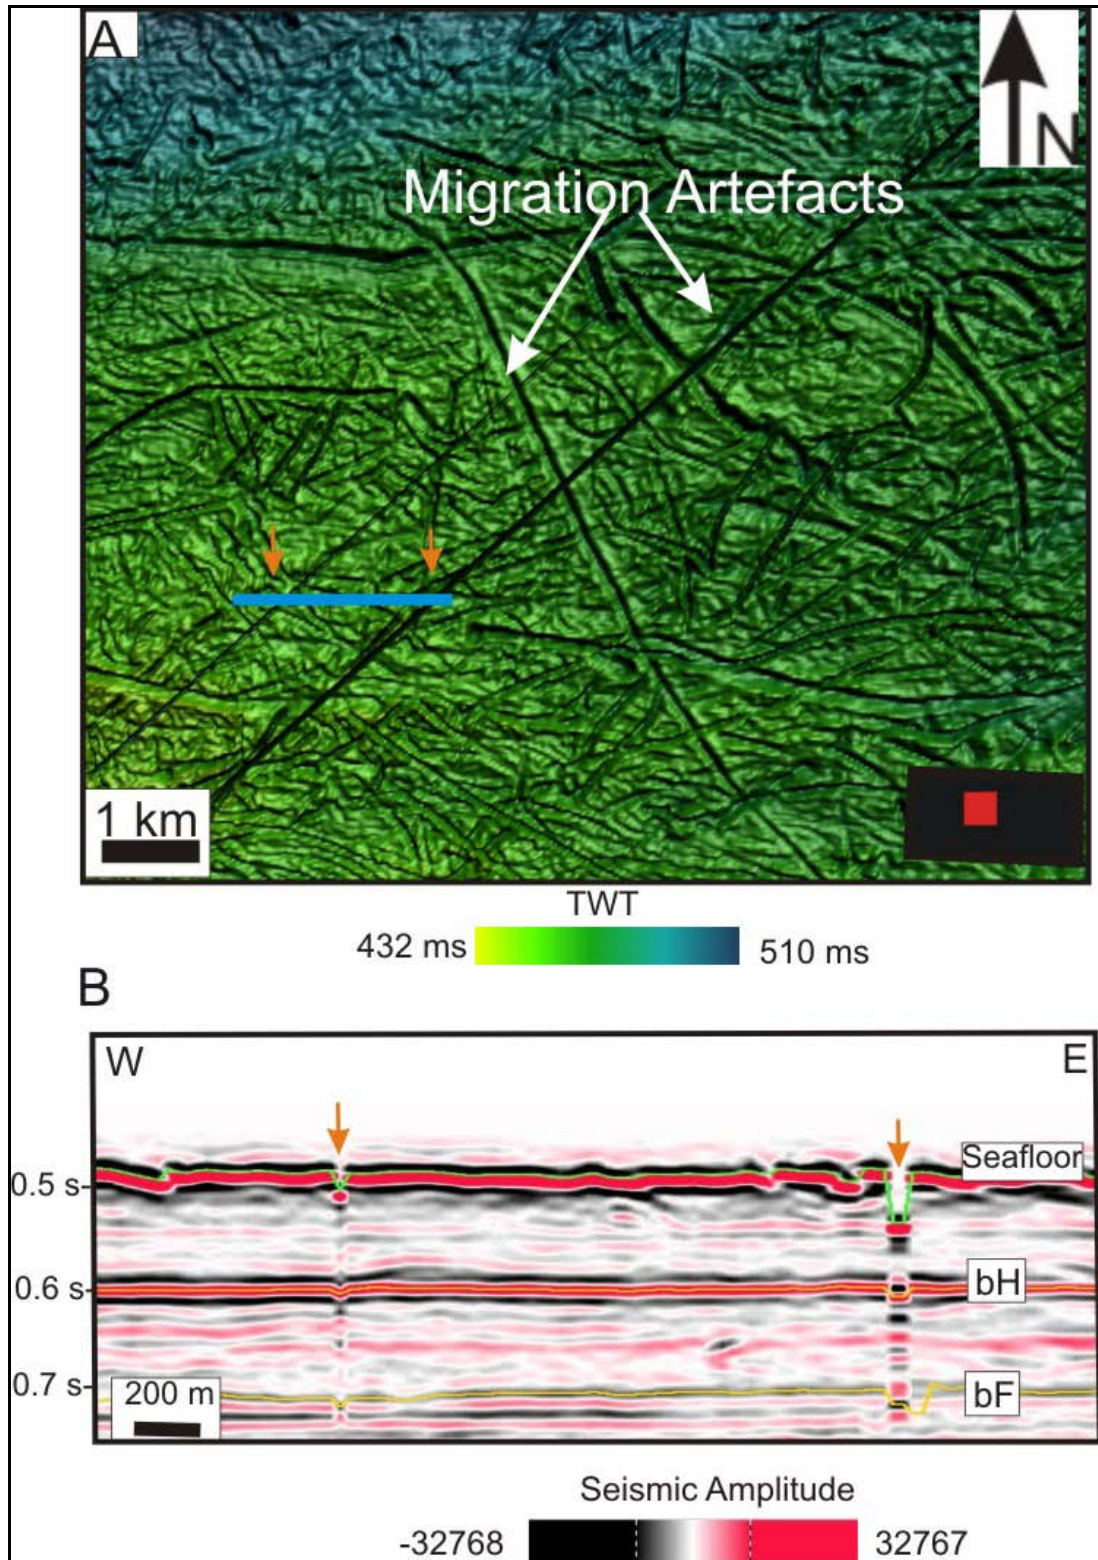 A
N
Migration Artefacts
1 km
TWT
432 ms
510 ms
B
W
E
Seafloor
0.5 s
bH
0.6 s
0.7 s
200 m
bF
Seismic Amplitude
-32768
32767